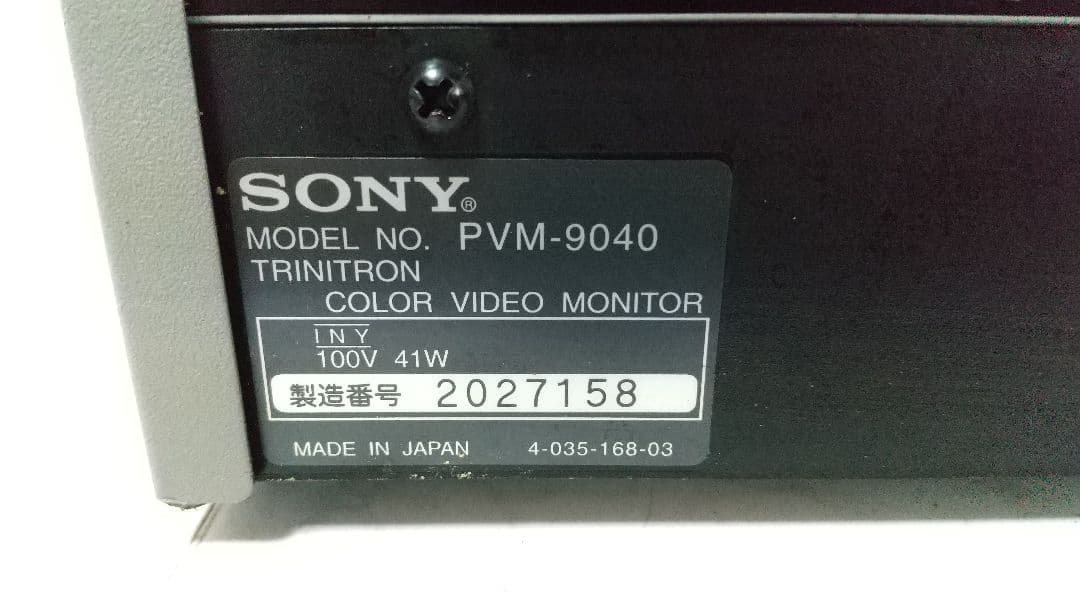 SONY®
MODEL NO. PVM-9040
TRINITRON
COLOR VIDEO MONITOR
INY
100V 41W
製造番号 2027158
MADE IN JAPAN 4-035-168-03